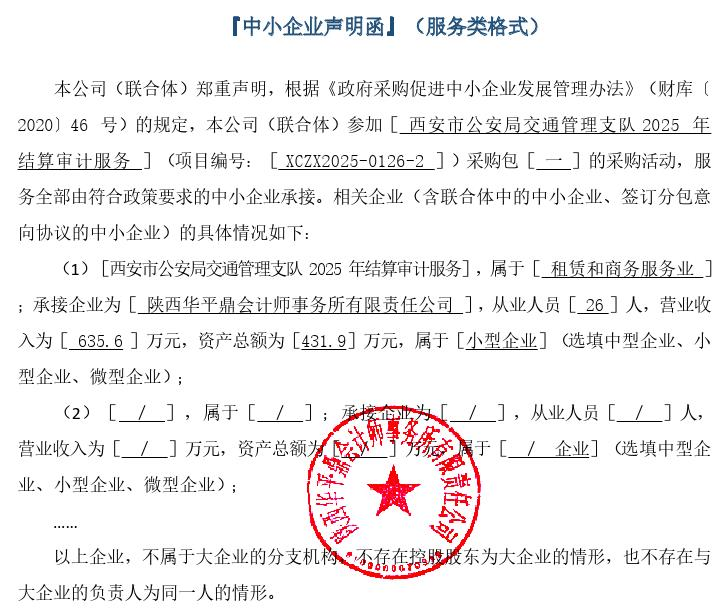 『中小企业声明函』（服务类格式）
本公司（联合体）郑重声明，根据《政府采购促进中小企业发展管理办法》（财库〔
2020〕46 号）的规定，本公司（联合体）参加［ 西安市公安局交通管理支队 2025 年
结算审计服务 ］（项目编号：［ XCZX2025-0126-2 ］）采购包［ 一 ］的采购活动，服
务全部由符合政策要求的中小企业承接。相关企业（含联合体中的中小企业、签订分包意
向协议的中小企业）的具体情况如下：
（1）［西安市公安局交通管理支队 2025 年结算审计服务］，属于［ 租赁和商务服务业 ］
；承接企业为［ 陕西华平鼎会计师事务所有限责任公司 ］，从业人员［ 26 ］人，营业收
入为［ 635.6 ］万元，资产总额为［431.9］万元，属于［小型企业］（选填中型企业、小
型企业、微型企业）；
（2）［ / ］，属于［ / ］；承接企业为［ / ］，从业人员［ / ］人，
营业收入为［ / ］万元，资产总额为［ ］万元，属于［ / 企业］（选填中型企
业、小型企业、微型企业）；
……
以上企业，不属于大企业的分支机构，不存在控股股东为大企业的情形，也不存在与
大企业的负责人为同一人的情形。
陕西华平鼎会计师事务所有限责任公司